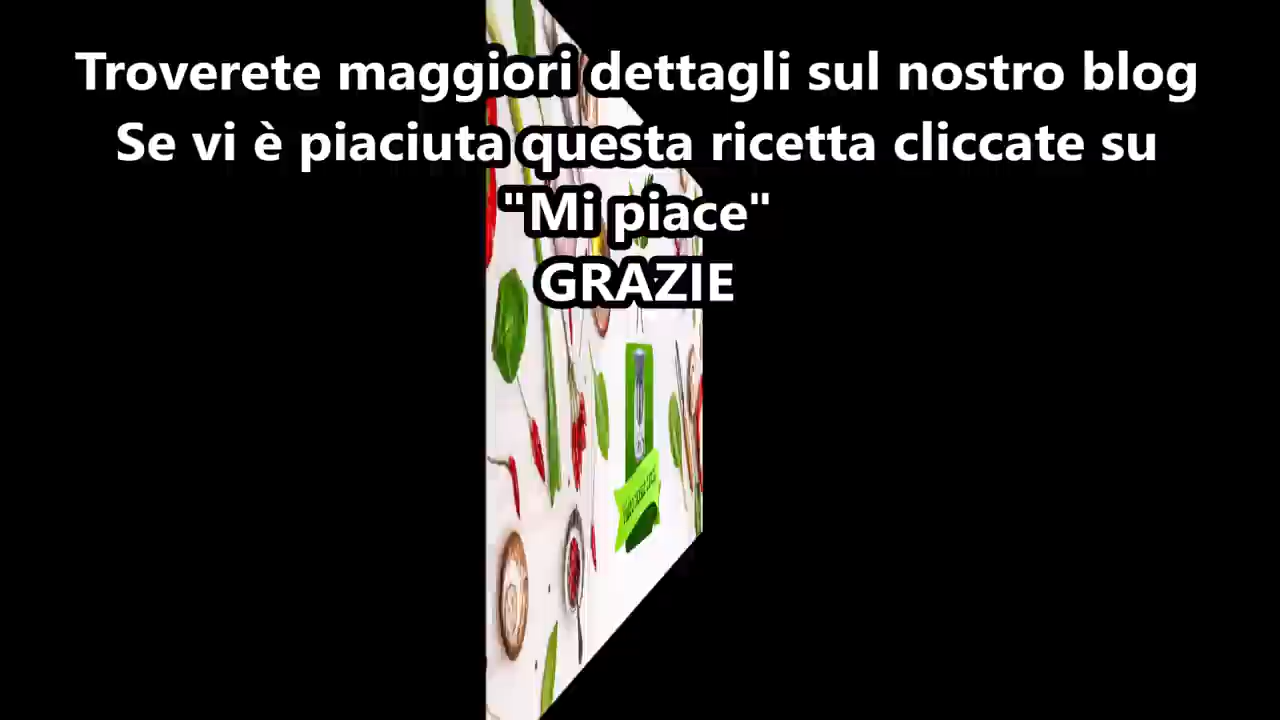 Troverete maggiori dettagli sul nostro blog
Se vi è piaciuta questa ricetta cliccate su
"Mi piace"
GRAZIE